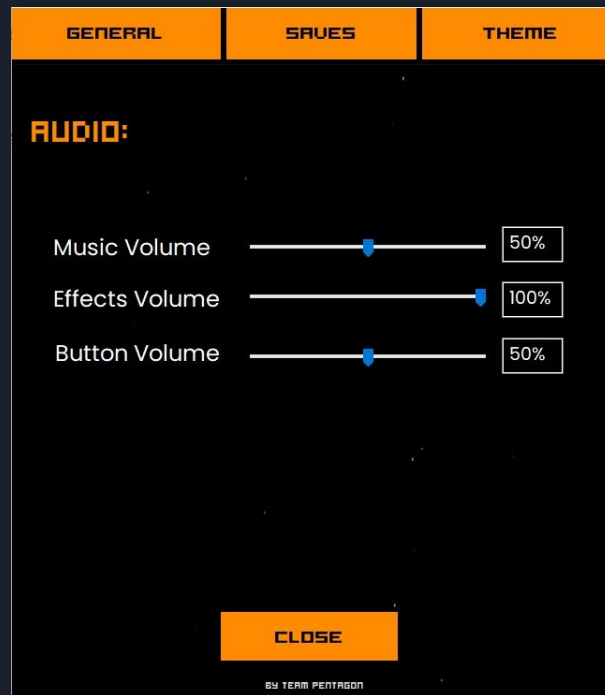 GENERAL SAVES THEME
AUDIO:
Music Volume 50%
Effects Volume 100%
Button Volume 50%
CLOSE
BY TEAM PENTAGON